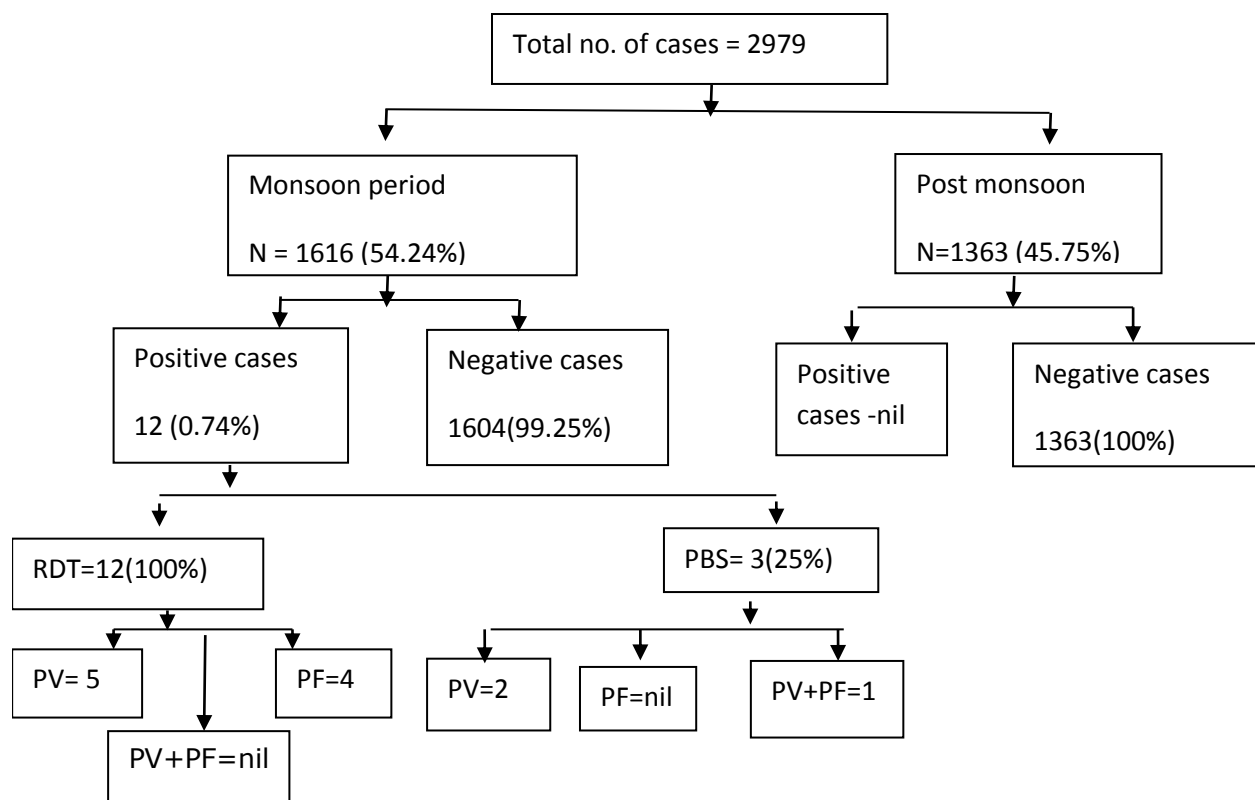 Total no. of cases = 2979
Monsoon period
N = 1616 (54.24%)
Post monsoon
N=1363 (45.75%)
Positive cases
12 (0.74%)
Negative cases
1604(99.25%)
Positive
cases -nil
Negative cases
1363(100%)
RDT=12(100%)
PBS= 3(25%)
PV= 5
PF=4
PV+PF=nil
PV=2
PF=nil
PV+PF=1